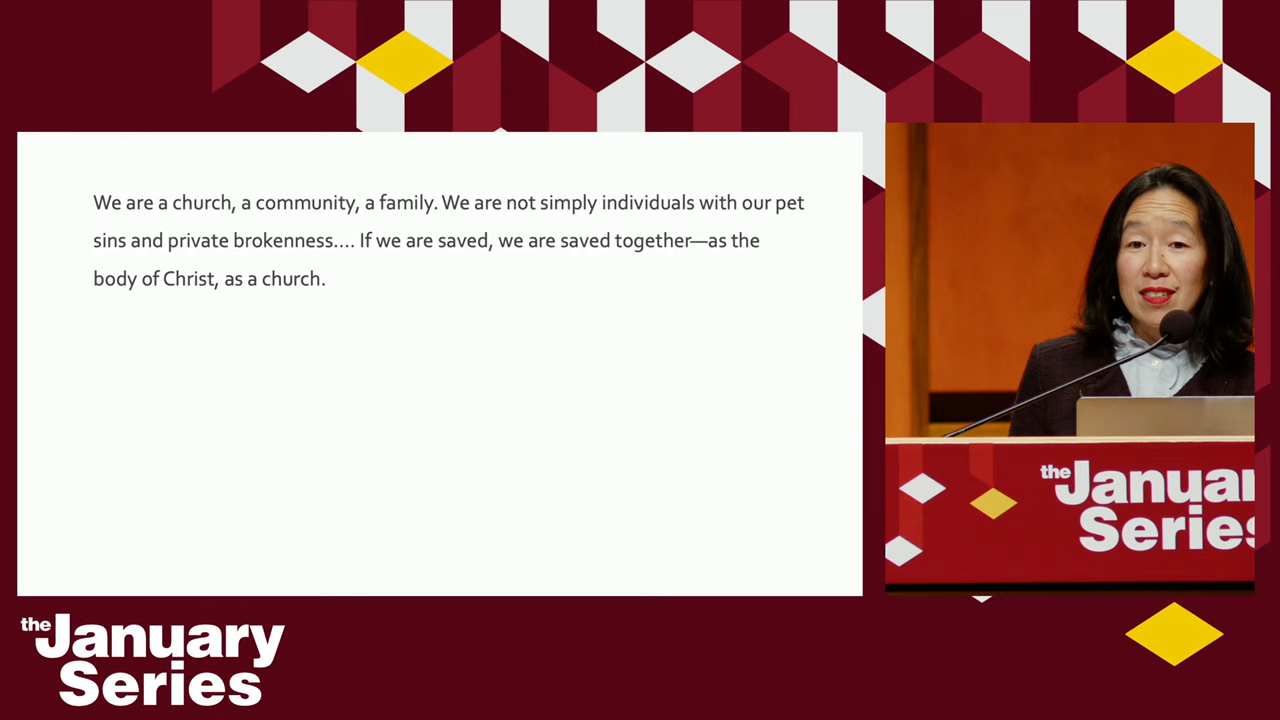 We are a church, a community, a family. We are not simply individuals with our pet
sins and private brokenness.... If we are saved, we are saved together—as the
body of Christ, as a church.
the January
Series
the Januar
Series